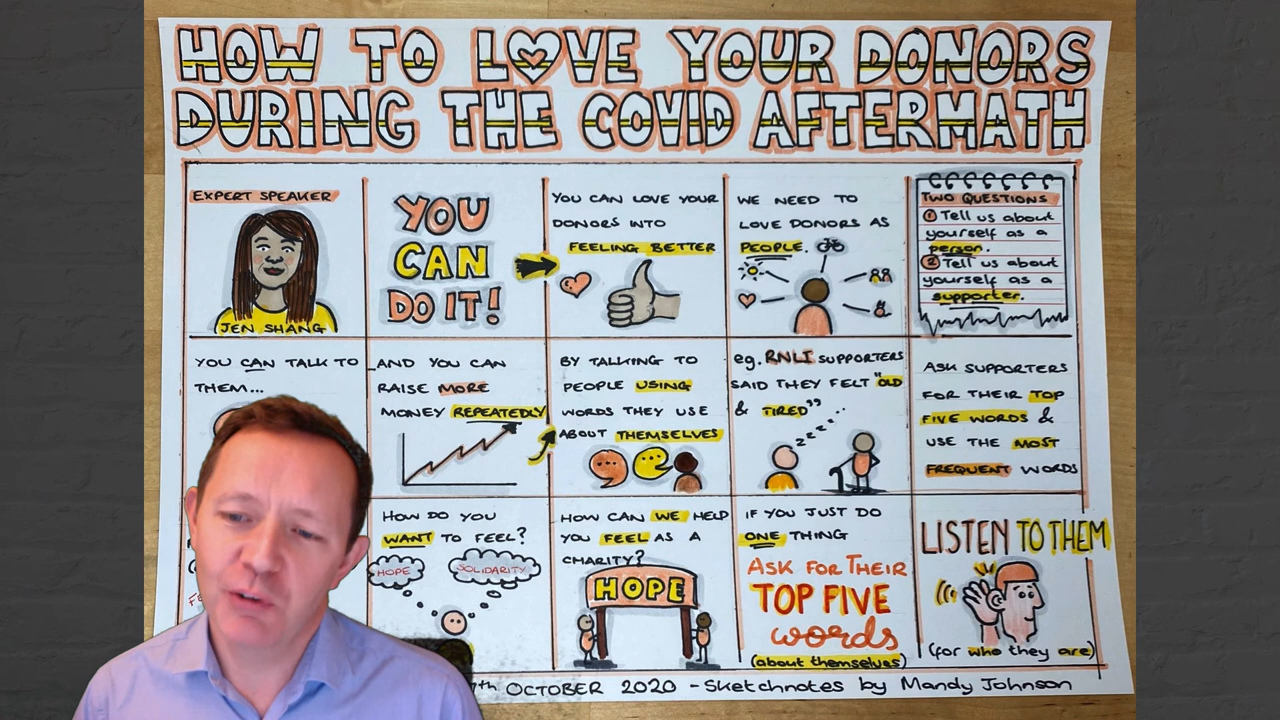 HOW TO LOVE YOUR DONORS
DURING THE COVID AFTERMATH
EXPERT SPEAKER
JEN SHANG
YOU
CAN
DO IT!
YOU CAN LOVE YOUR
DONORS INTO
FEELING BETTER
WE NEED TO
LOVE DONORS AS
PEOPLE.
TWO QUESTIONS
① Tell us about
yourself as a
person.
② Tell us about
yourself as a
supporter.
YOU CAN TALK TO
THEM...
AND YOU CAN
RAISE MORE
MONEY REPEATEDLY
BY TALKING TO
PEOPLE USING
WORDS THEY USE
ABOUT THEMSELVES
eg. RNLI SUPPORTERS
SAID THEY FELT "OLD
& TIRED"
zzzz
ASK SUPPORTERS
FOR THEIR TOP
FIVE WORDS &
USE THE MOST
FREQUENT WORDS
HOW DO YOU
WANT TO FEEL?
HOPE
SOLIDARITY
HOW CAN WE HELP
YOU FEEL AS A
CHARITY?
HOPE
IF YOU JUST DO
ONE THING
ASK FOR THEIR
TOP FIVE
words
(about themselves)
LISTEN TO THEM
(for who they are)
th OCTOBER 2020 - Sketchnotes by Mandy Johnson